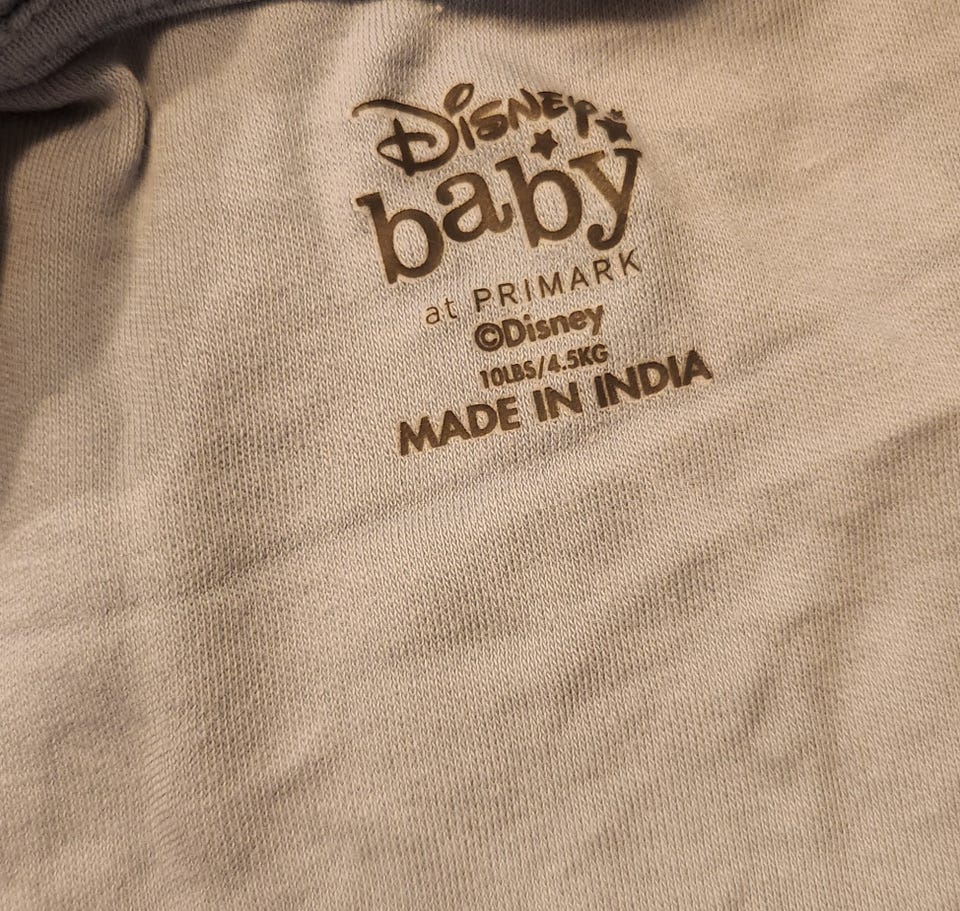 Disney
baby
at PRIMARK
©Disney
10LBS/4.5KG
MADE IN INDIA